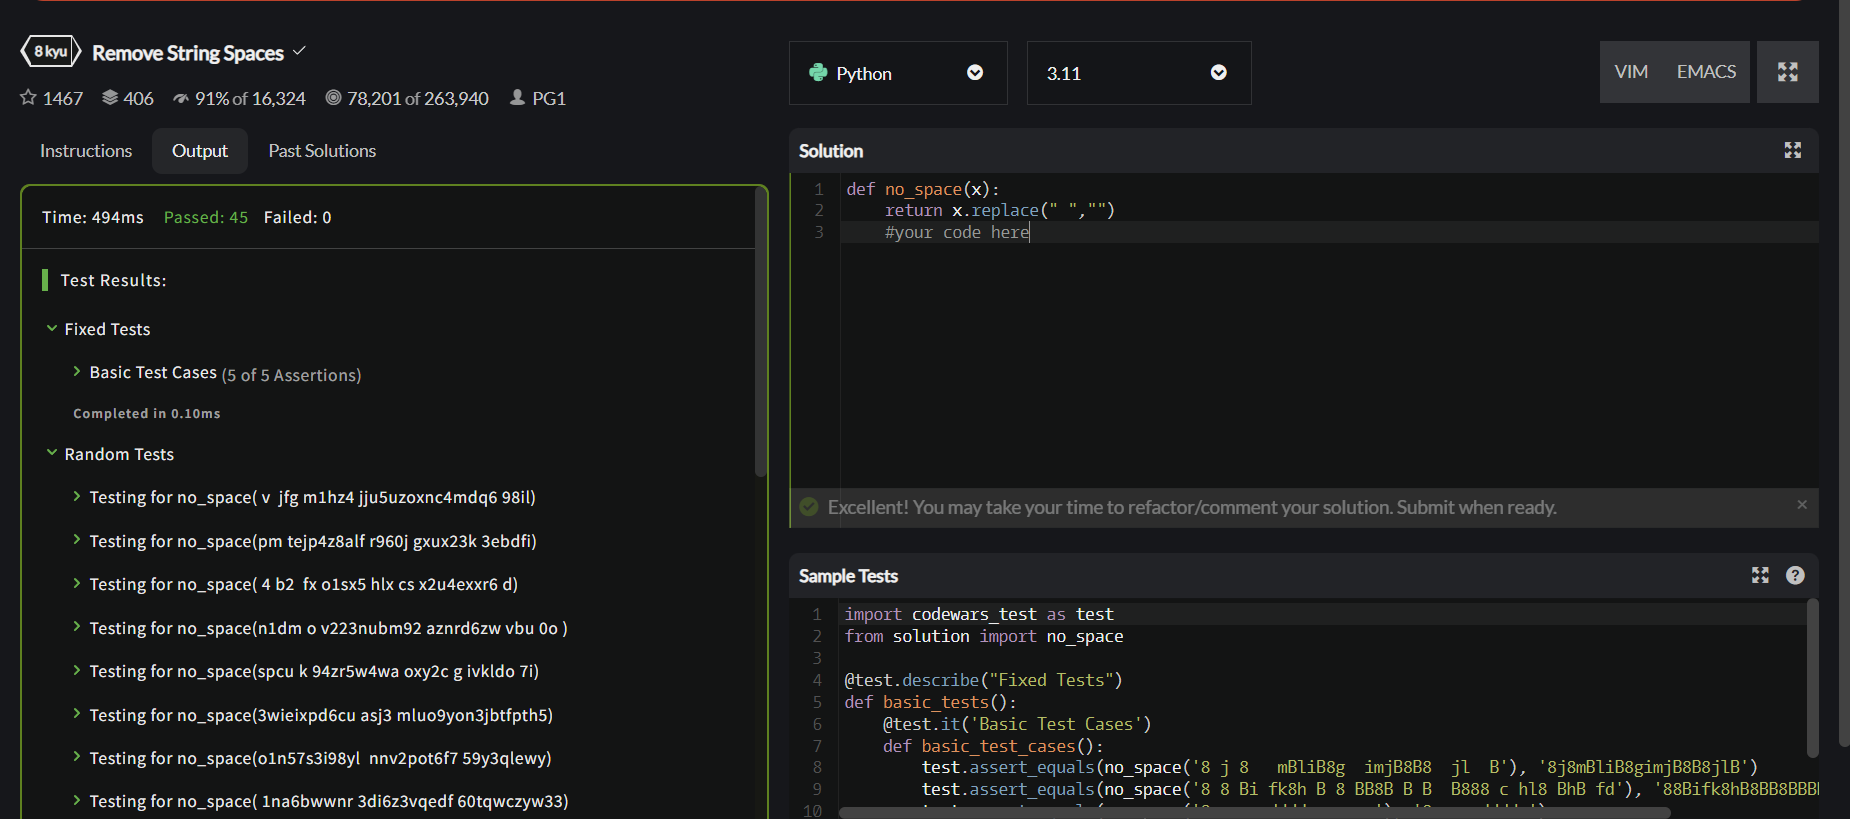 8 kyu Remove String Spaces
1467 406 91% of 16,324 78,201 of 263,940 PG1
Instructions Output Past Solutions
Time: 494ms Passed: 45 Failed: 0
Test Results:
Fixed Tests
Basic Test Cases (5 of 5 Assertions)
Completed in 0.10ms
Random Tests
Testing for no_space( v  jfg m1hz4 jju5uzoxnc4mdq6 98il)
Testing for no_space(pm tejp4z8alf r960j gxux23k 3ebdfi)
Testing for no_space( 4 b2  fx o1sx5 hlx cs x2u4exxr6 d)
Testing for no_space(n1dm o v223nubm92 aznrd6zw vbu 0o )
Testing for no_space(spcu k 94zr5w4wa oxy2c g ivkldo 7i)
Testing for no_space(3wieixpd6cu asj3 mluo9yon3jbtfpth5)
Testing for no_space(o1n57s3i98yl  nnv2pot6f7 59y3qlewy)
Testing for no_space( 1na6bwwnr 3di6z3vqedf 60tqwczyw33)
Python 3.11 VIM EMACS
Solution
1 def no_space(x):
2     return x.replace(" ","")
3     #your code here
Excellent! You may take your time to refactor/comment your solution. Submit when ready.
Sample Tests
1 import codewars_test as test
2 from solution import no_space
3
4 @test.describe("Fixed Tests")
5 def basic_tests():
6     @test.it('Basic Test Cases')
7     def basic_test_cases():
8         test.assert_equals(no_space('8 j 8   mBliB8g  imjB8B8  jl  B'), '8j8mBliB8gimjB8B8jlB')
9         test.assert_equals(no_space('8 8 Bi fk8h B 8 BB8B B B  B888 c hl8 BhB fd'), '88Bifk8hB8BB8BBB
10